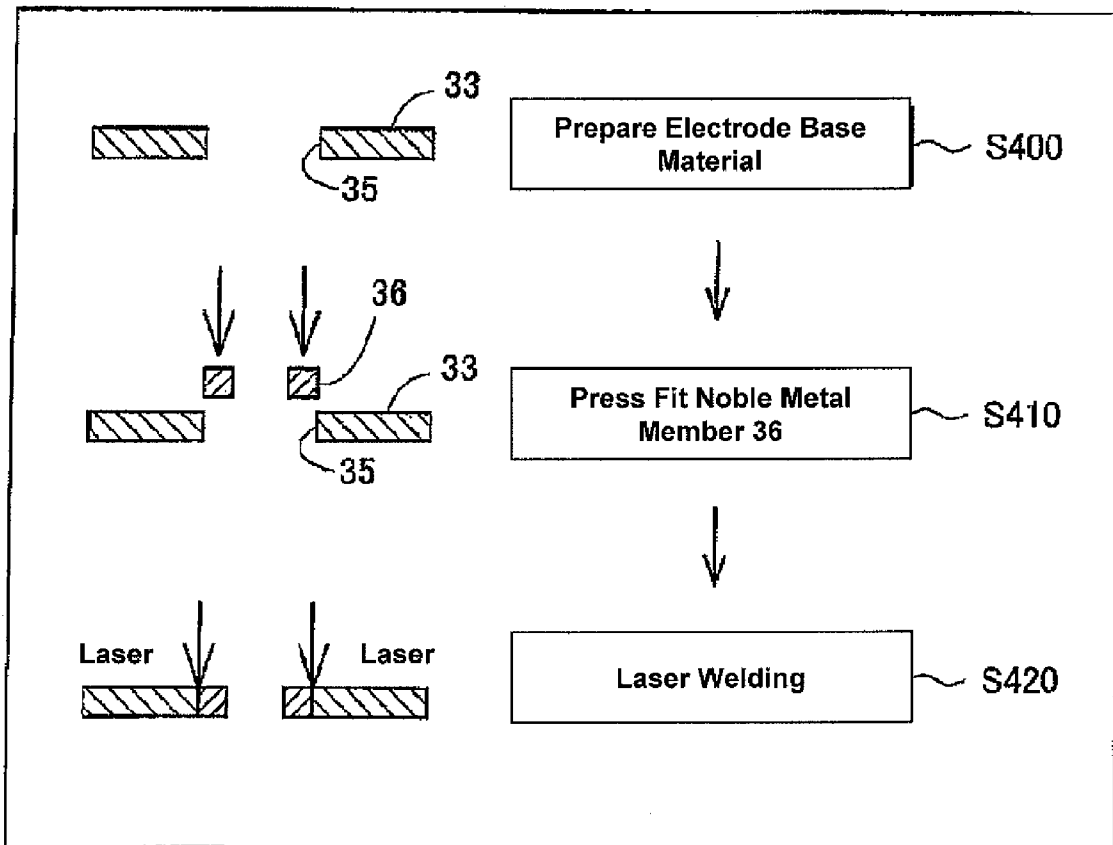 33
35
Prepare Electrode Base
Material
S400
36
33
35
Press Fit Noble Metal
Member 36
S410
Laser
Laser
Laser Welding
S420